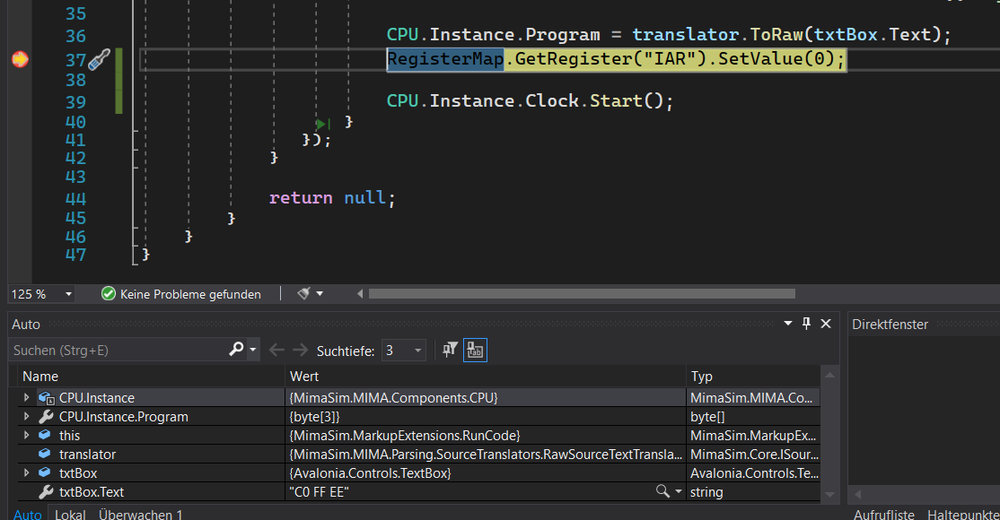 35
36 CPU.Instance.Program = translator.ToRaw(txtBox.Text);
37 RegisterMap.GetRegister("IAR").SetValue(0);
38
39 CPU.Instance.Clock.Start();
40 }
41 });
42 }
43
44 return null;
45 }
46 }
47 }
125 % Keine Probleme gefunden
Auto
Direktfenster
Suchen (Strg+E) Suchtiefe: 3
Name Wert Typ
CPU.Instance {MimaSim.MIMA.Components.CPU} MimaSim.MIMA.Co...
CPU.Instance.Program {byte[3]} byte[]
this {MimaSim.MarkupExtensions.RunCode} MimaSim.MarkupEx...
translator {MimaSim.MIMA.Parsing.SourceTranslators.RawSourceTextTransla... MimaSim.Core.ISour...
txtBox {Avalonia.Controls.TextBox} Avalonia.Controls.Te...
txtBox.Text "C0 FF EE" string
Auto Lokal Überwachen 1
Aufrufliste Haltepunkte